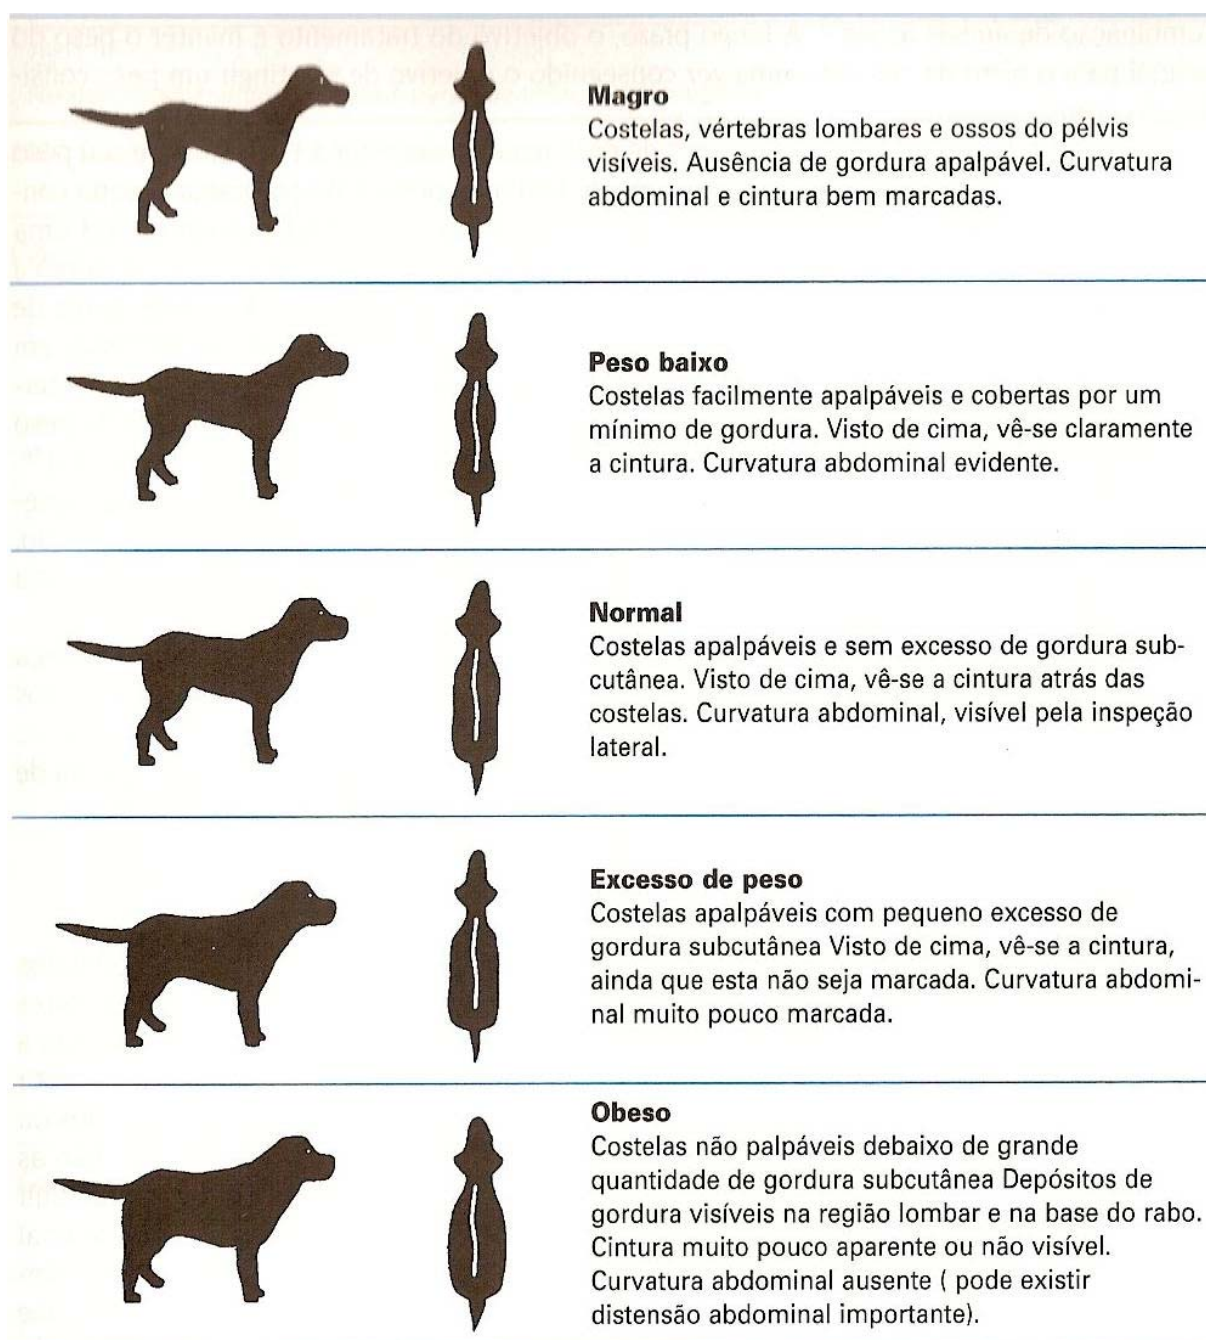 Magro
Costelas, vértebras lombares e ossos do pélvis
visíveis. Ausência de gordura apalpável. Curvatura
abdominal e cintura bem marcadas.
Peso baixo
Costelas facilmente apalpáveis e cobertas por um
mínimo de gordura. Visto de cima, vê-se claramente
a cintura. Curvatura abdominal evidente.
Normal
Costelas apalpáveis e sem excesso de gordura sub-
cutânea. Visto de cima, vê-se a cintura atrás das
costelas. Curvatura abdominal, visível pela inspeção
lateral.
Excesso de peso
Costelas apalpáveis com pequeno excesso de
gordura subcutânea Visto de cima, vê-se a cintura,
ainda que esta não seja marcada. Curvatura abdomi-
nal muito pouco marcada.
Obeso
Costelas não palpáveis debaixo de grande
quantidade de gordura subcutânea Depósitos de
gordura visíveis na região lombar e na base do rabo.
Cintura muito pouco aparente ou não visível.
Curvatura abdominal ausente ( pode existir
distensão abdominal importante).